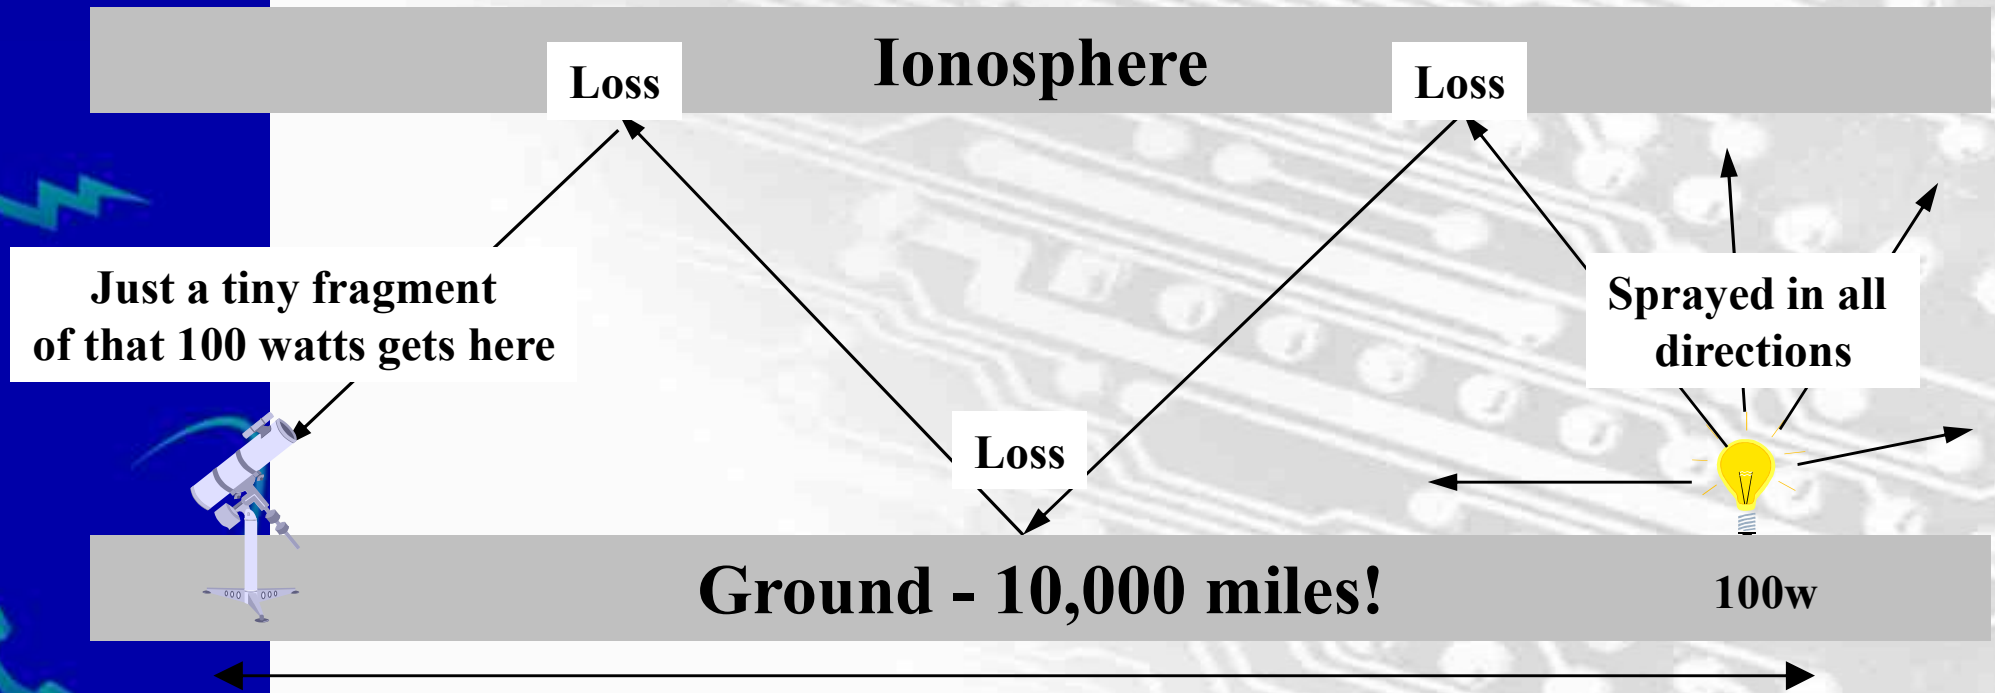 Ionosphere
Loss
Loss
Just a tiny fragment
of that 100 watts gets here
Sprayed in all
directions
Loss
Ground - 10,000 miles!
100w